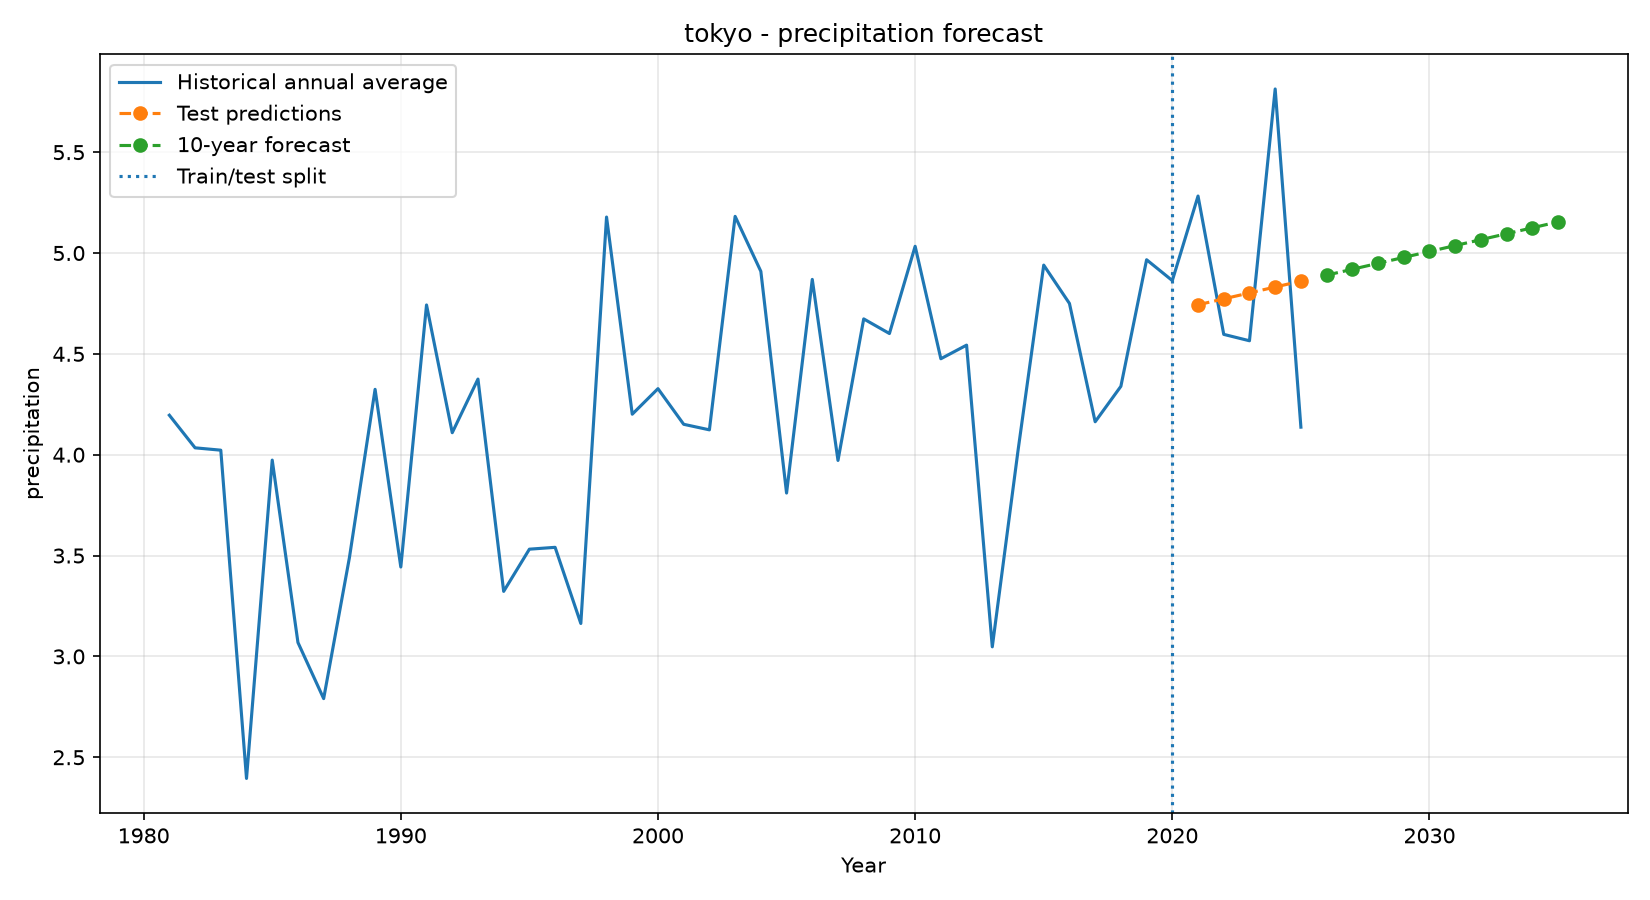 tokyo - precipitation forecast
Historical annual average
Test predictions
10-year forecast
Train/test split
precipitation
5.5
5.0
4.5
4.0
3.5
3.0
2.5
1980 1990 2000 2010 2020 2030
Year